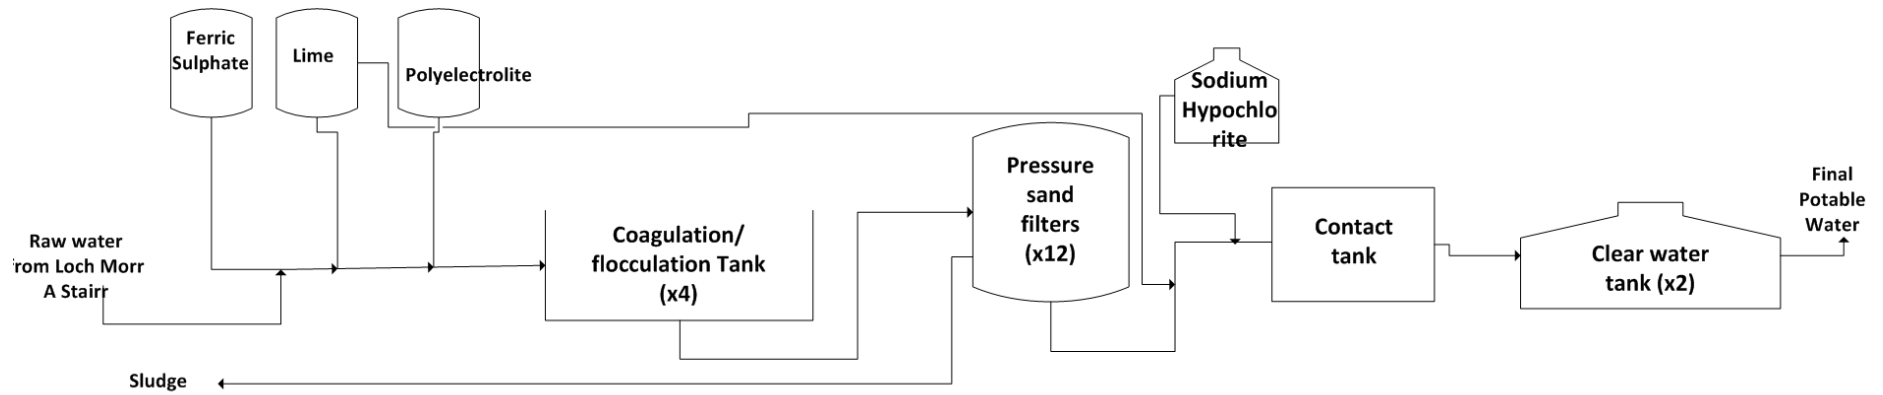 Ferric
Sulphate
Lime
Polyelectrolite
Sodium
Hypochlo
rite
Pressure
sand
filters
(x12)
Final
Potable
Water
Raw water
from Loch Morr
A Stairr
Coagulation/
flocculation Tank
(x4)
Contact
tank
Clear water
tank (x2)
Sludge